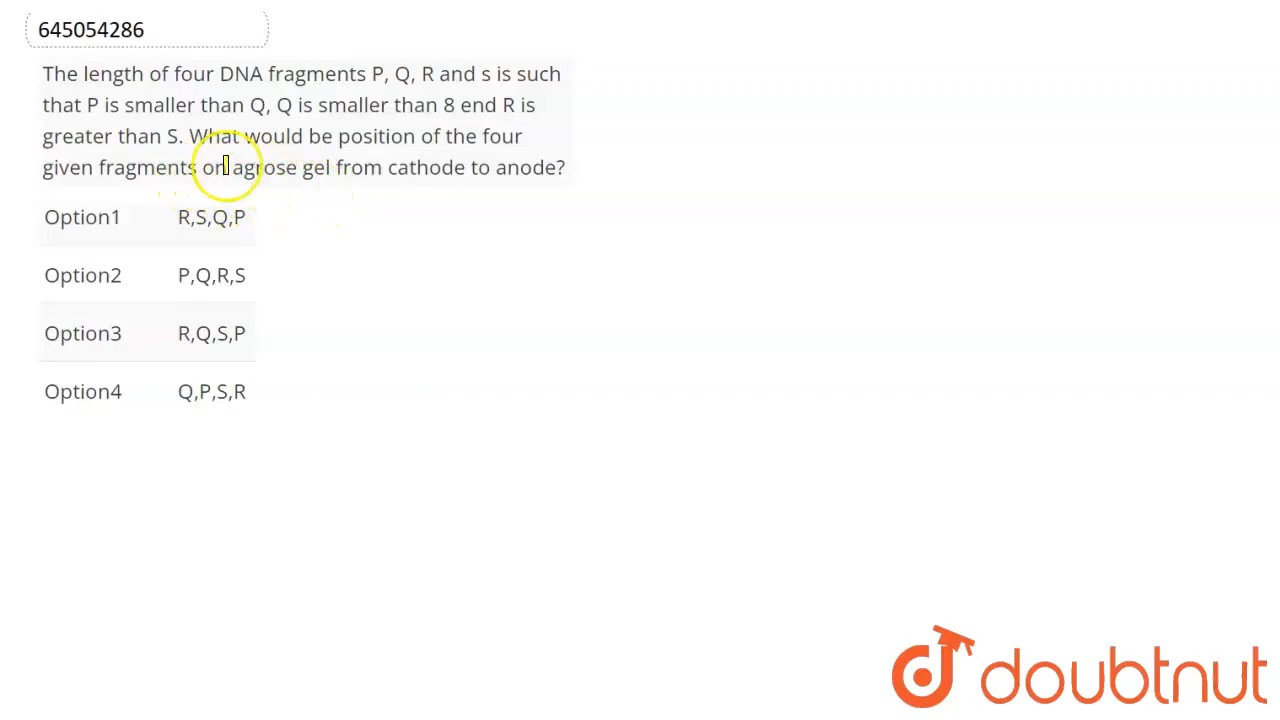 645054286
The length of four DNA fragments P, Q, R and s is such
that P is smaller than Q, Q is smaller than 8 end R is
greater than S. What would be position of the four
given fragments on agrose gel from cathode to anode?
Option1 R,S,Q,P
Option2 P,Q,R,S
Option3 R,Q,S,P
Option4 Q,P,S,R
doubtnut